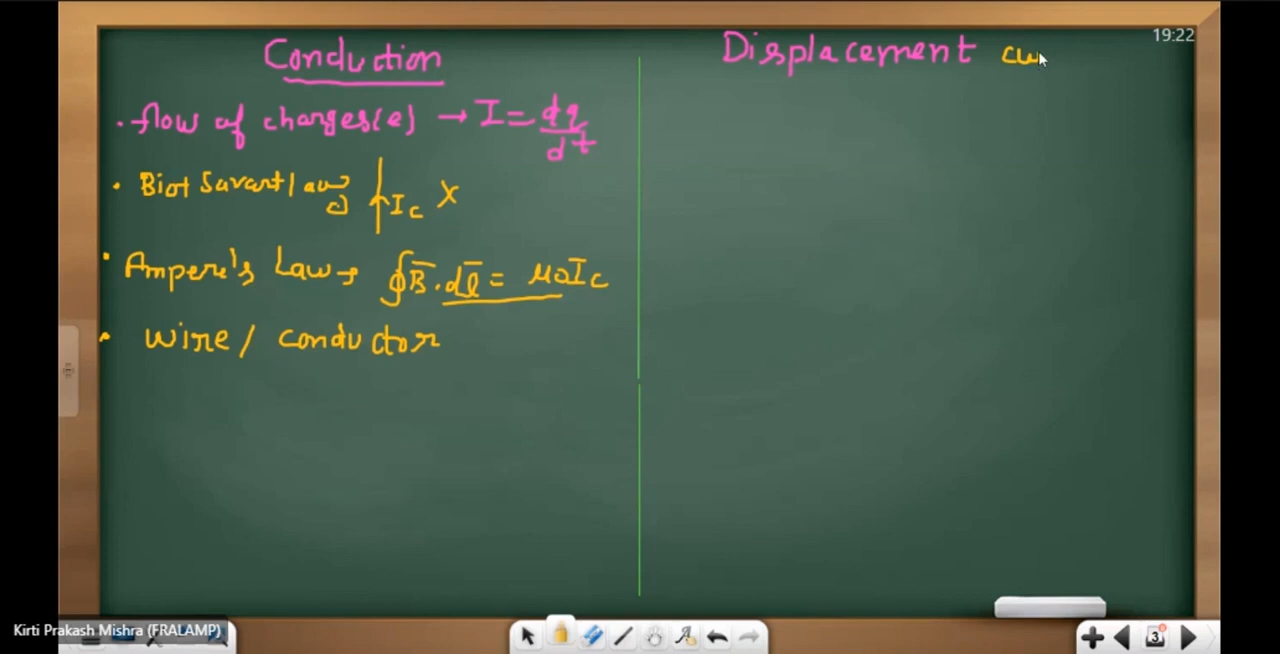 Conduction
Displacement cu
19:22
. flow of charges(e) → I = dq/dt
. Biot Savart law Ic X
. Ampere's Law → ∮B̅.dl̅ = μ0Ic
. wire / conductor
Kirti Prakash Mishra (FRALAMP)
3